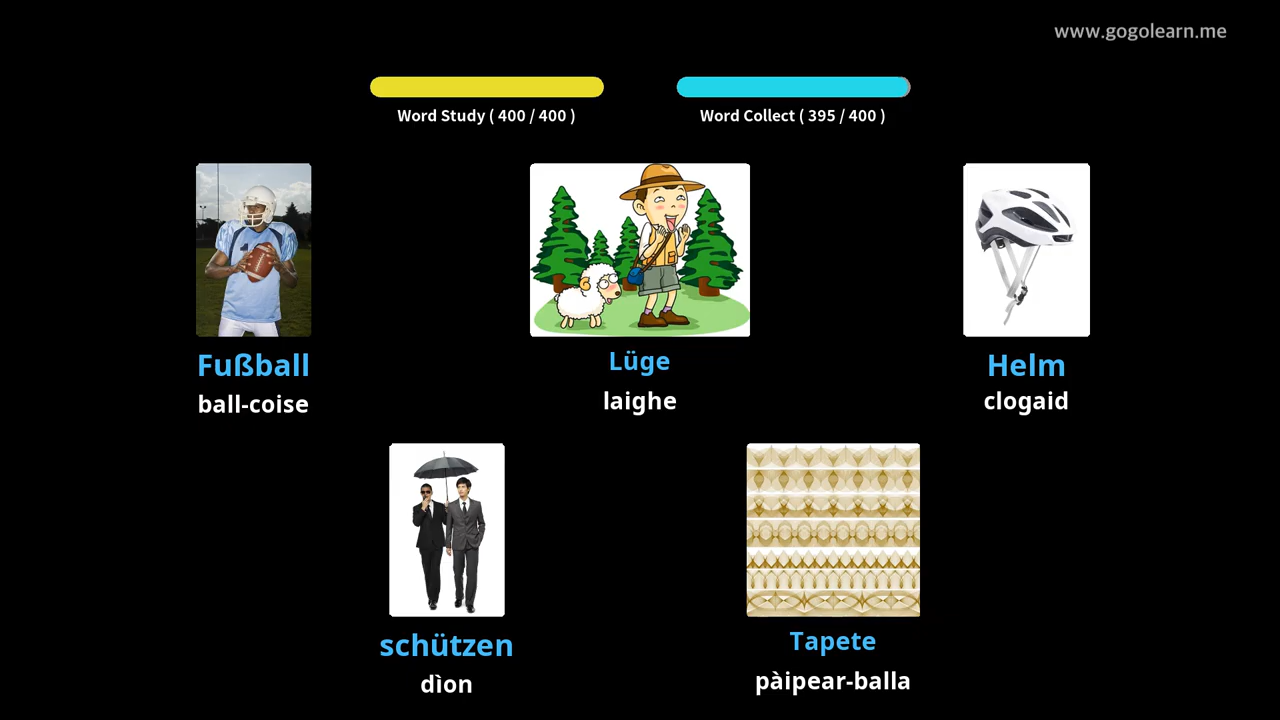 www.gogolearn.me
Word Study ( 400 / 400 )
Word Collect ( 395 / 400 )
Fußball
ball-coise
Lüge
laighe
Helm
clogaid
schützen
dìon
Tapete
pàipear-balla